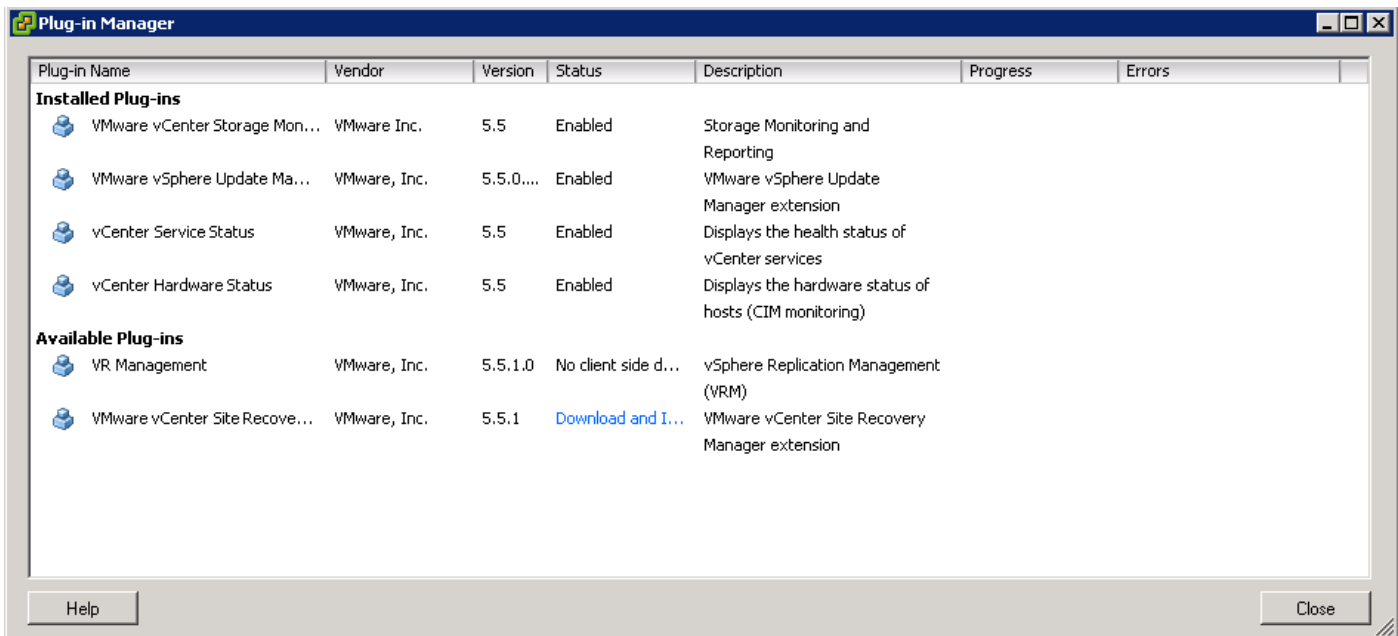 Plug-in Manager
Plug-in Name Vendor Version Status Description Progress Errors
Installed Plug-ins
VMware vCenter Storage Mon... VMware Inc. 5.5 Enabled Storage Monitoring and
Reporting
VMware vSphere Update Ma... VMware, Inc. 5.5.0.... Enabled VMware vSphere Update
Manager extension
vCenter Service Status VMware, Inc. 5.5 Enabled Displays the health status of
vCenter services
vCenter Hardware Status VMware, Inc. 5.5 Enabled Displays the hardware status of
hosts (CIM monitoring)
Available Plug-ins
VR Management VMware, Inc. 5.5.1.0 No client side d... vSphere Replication Management
(VRM)
VMware vCenter Site Recove... VMware, Inc. 5.5.1 Download and I... VMware vCenter Site Recovery
Manager extension
Help Close